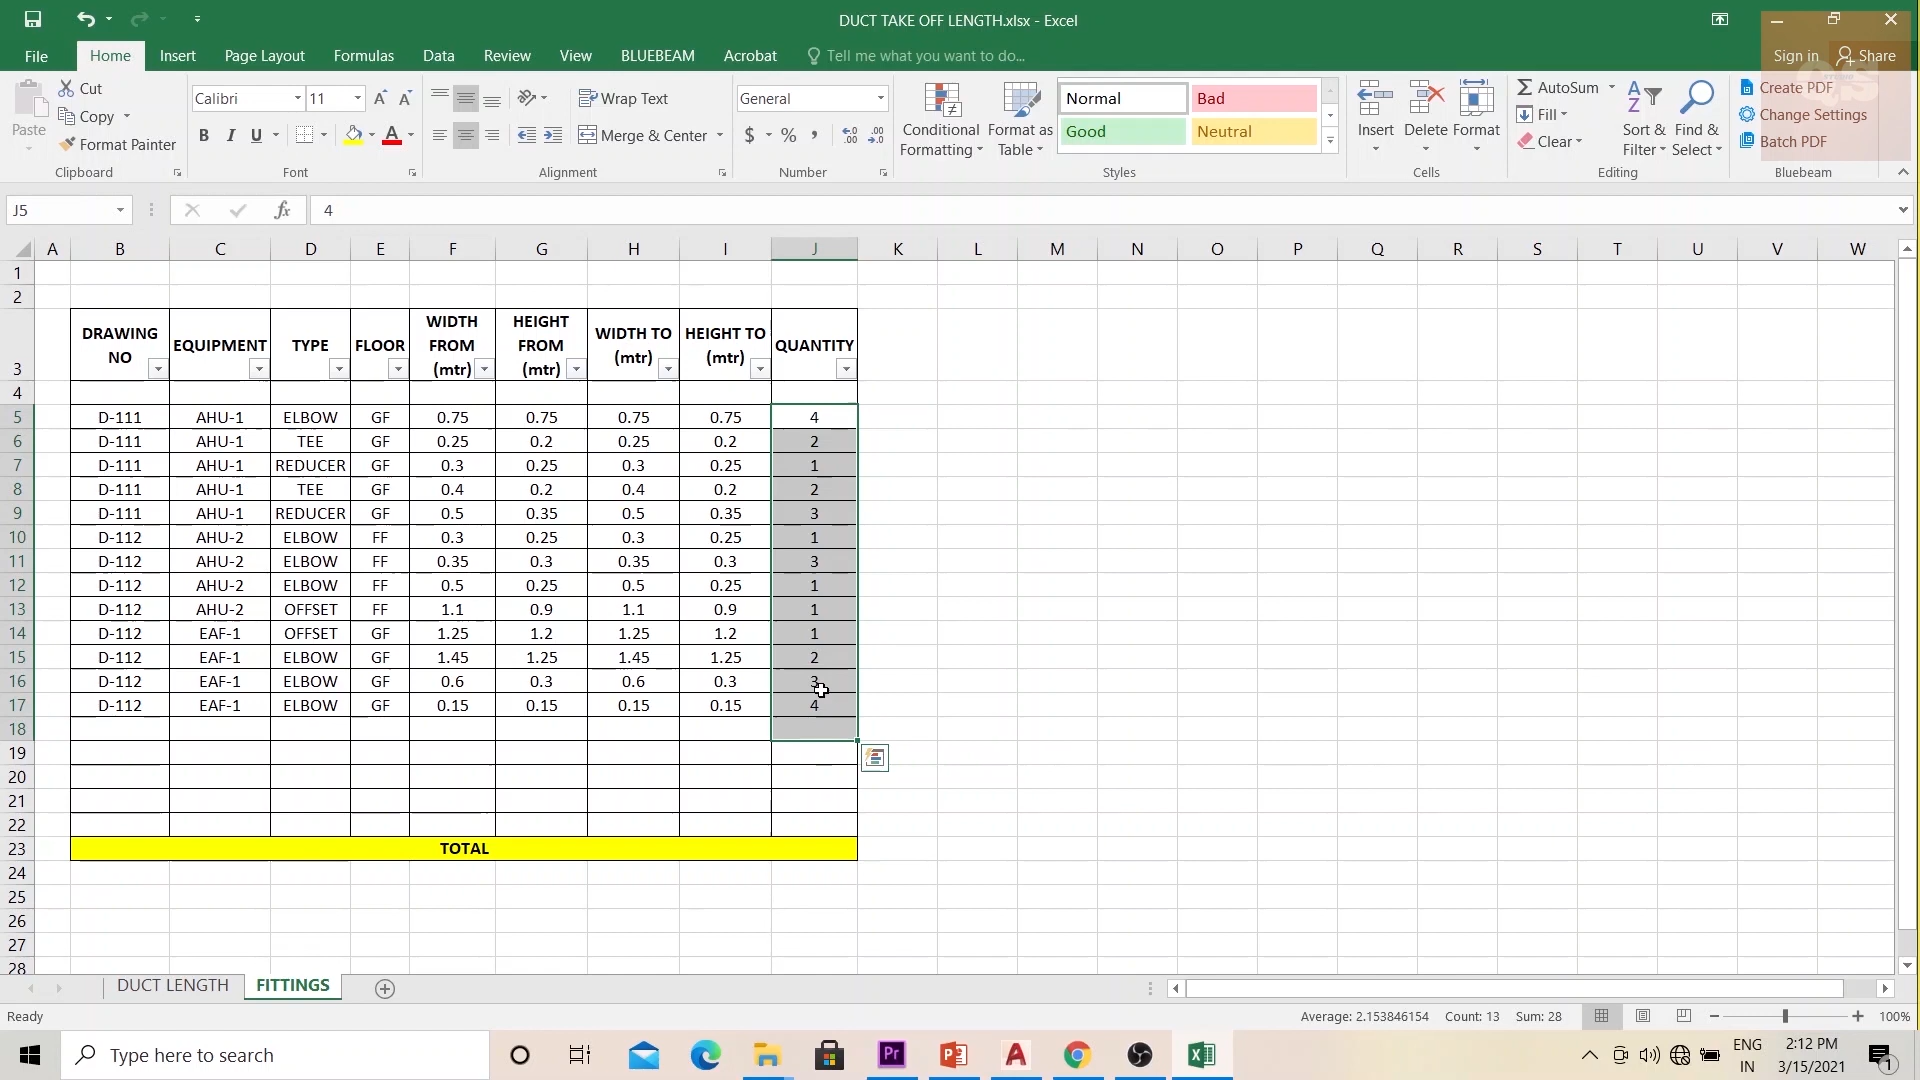 DUCT TAKE OFF LENGTH.xlsx - Excel
File Home Insert Page Layout Formulas Data Review View BLUEBEAM Acrobat Tell me what you want to do... Sign in Share
Paste Cut Copy Format Painter Clipboard
Calibri 11 B I U A Font
Wrap Text Merge & Center Alignment
General $ % , Number
Conditional Formatting Format as Table Normal Bad Good Neutral Styles
Insert Delete Format Cells
AutoSum Fill Clear Sort & Filter Find & Select Editing
Create PDF Change Settings Batch PDF Bluebeam
J5 fx 4
A B C D E F G H I J K L M N O P Q R S T U V W
1
2
3 DRAWING NO EQUIPMENT TYPE FLOOR WIDTH FROM (mtr) HEIGHT FROM (mtr) WIDTH TO (mtr) HEIGHT TO (mtr) QUANTITY
4
5 D-111 AHU-1 ELBOW GF 0.75 0.75 0.75 0.75 4
6 D-111 AHU-1 TEE GF 0.25 0.2 0.25 0.2 2
7 D-111 AHU-1 REDUCER GF 0.3 0.25 0.3 0.25 1
8 D-111 AHU-1 TEE GF 0.4 0.2 0.4 0.2 2
9 D-111 AHU-1 REDUCER GF 0.5 0.35 0.5 0.35 3
10 D-112 AHU-2 ELBOW FF 0.3 0.25 0.3 0.25 1
11 D-112 AHU-2 ELBOW FF 0.35 0.3 0.35 0.3 3
12 D-112 AHU-2 ELBOW FF 0.5 0.25 0.5 0.25 1
13 D-112 AHU-2 OFFSET FF 1.1 0.9 1.1 0.9 1
14 D-112 EAF-1 OFFSET GF 1.25 1.2 1.25 1.2 1
15 D-112 EAF-1 ELBOW GF 1.45 1.25 1.45 1.25 2
16 D-112 EAF-1 ELBOW GF 0.6 0.3 0.6 0.3 3
17 D-112 EAF-1 ELBOW GF 0.15 0.15 0.15 0.15 4
18
19
20
21
22
23 TOTAL
24
25
26
27
28
DUCT LENGTH FITTINGS
Ready Average: 2.153846154 Count: 13 Sum: 28 100%
Type here to search ENG IN 2:12 PM 3/15/2021 1